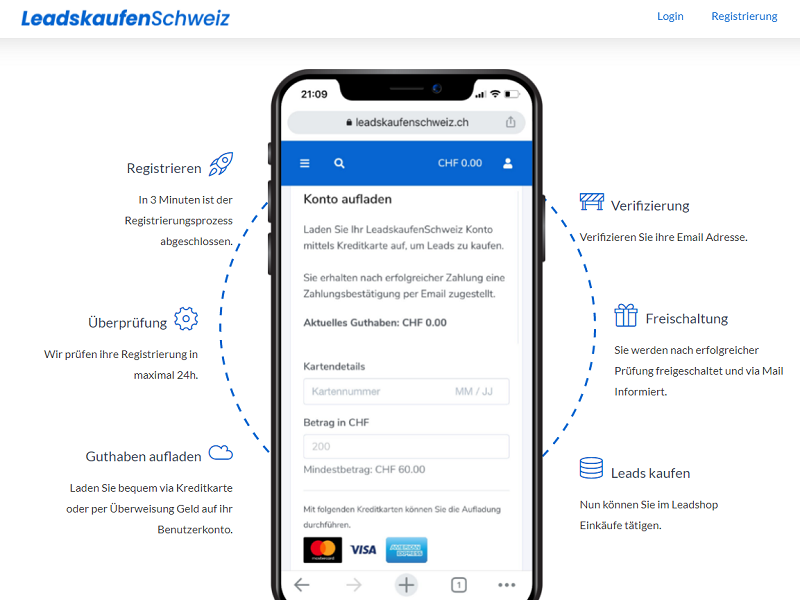 LeadskaufenSchweiz
Login
Registrierung
Registrieren
In 3 Minuten ist der
Registrierungsprozess
abgeschlossen.
Überprüfung
Wir prüfen ihre Registrierung in
maximal 24h.
Guthaben aufladen
Laden Sie bequem via Kreditkarte
oder per Überweisung Geld auf ihr
Benutzerkonto.
21:09
leadskaufenschweiz.ch
CHF 0.00
Konto aufladen
Laden Sie Ihr LeadskaufenSchweiz Konto
mittels Kreditkarte auf, um Leads zu kaufen.
Sie erhalten nach erfolgreicher Zahlung eine
Zahlungsbestätigung per Email zugestellt.
Aktuelles Guthaben: CHF 0.00
Kartendetails
Kartennummer MM / JJ
Betrag in CHF
200
Mindestbetrag: CHF 60.00
Mit folgenden Kreditkarten können Sie die Aufladung
durchführen.
mastercard
VISA
AMERICAN
EXPRESS
1
Verifizierung
Verifizieren Sie ihre Email Adresse.
Freischaltung
Sie werden nach erfolgreicher
Prüfung freigeschaltet und via Mail
Informiert.
Leads kaufen
Nun können Sie im Leadshop
Einkäufe tätigen.